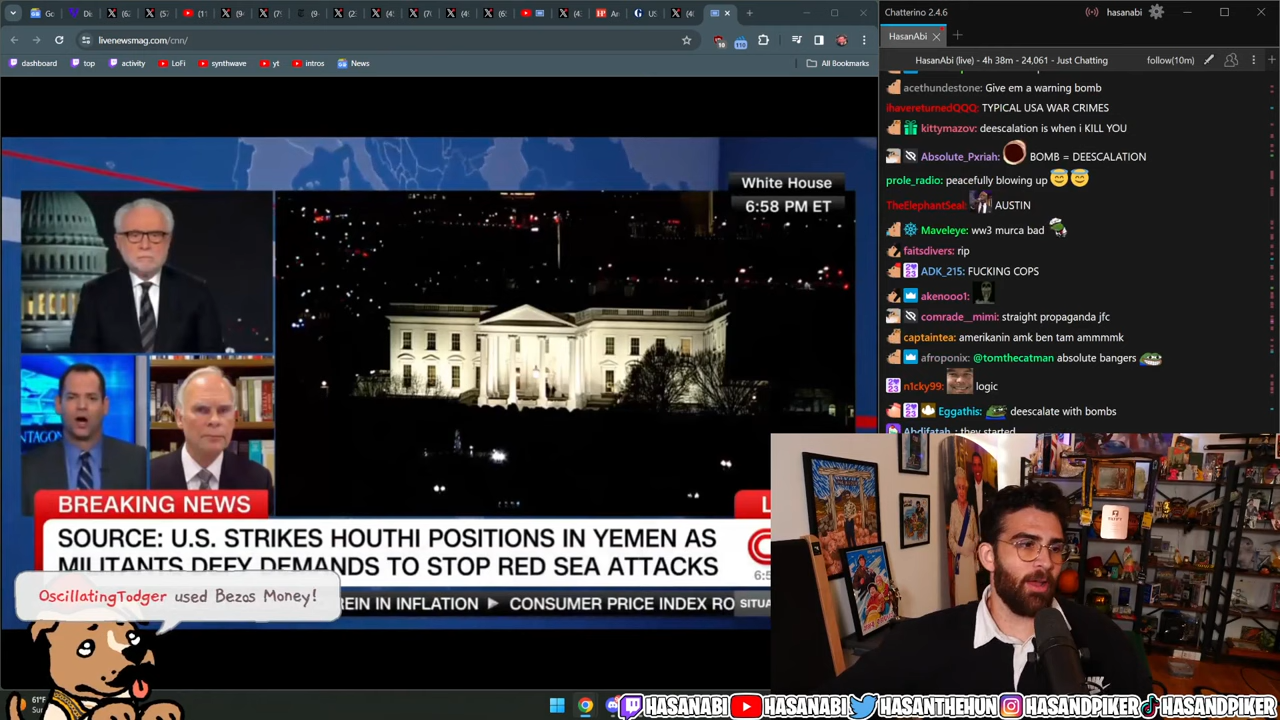 livenewsmag.com/cnn/
dashboard
top
activity
LoFi
synthwave
yt
intros
News
All Bookmarks
White House
6:58 PM ET
BREAKING NEWS
SOURCE: U.S. STRIKES HOUTHI POSITIONS IN YEMEN AS
MILITANTS DEFY DEMANDS TO STOP RED SEA ATTACKS
REIN IN INFLATION ► CONSUMER PRICE INDEX RO
OscillatingTodger used Bezos Money!
61°F
Chatterino 2.4.6
hasanabi
HasanAbi
HasanAbi (live) - 4h 38m - 24,061 - Just Chatting
follow(10m)
acethundestone: Give em a warning bomb
ihavereturnedQQQ: TYPICAL USA WAR CRIMES
kittymazov: deescalation is when i KILL YOU
Absolute_Pxriah: BOMB = DEESCALATION
prole_radio: peacefully blowing up
TheElephantSeal: AUSTIN
Maveleye: ww3 murca bad
faitsdivers: rip
ADK_215: FUCKING COPS
akenooo1:
comrade__mimi: straight propaganda jfc
captaintea: amerikanin amk ben tam ammmmk
afroponix: @tomthecatman absolute bangers
n1cky99: logic
Eggathis: deescalate with bombs
Abdifatah_: they started
HASANABI
HASANABI
HASANTHEHUN
HASANDPIKER
HASANDPIKER